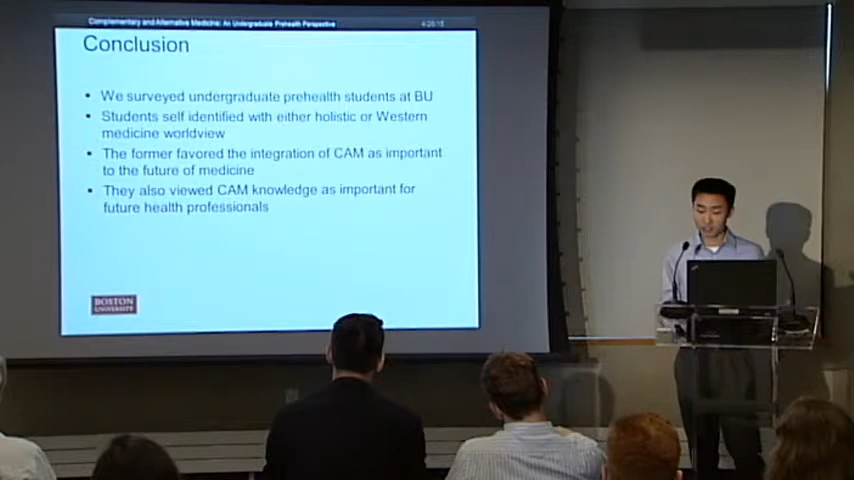 Complementary and Alternative Medicine: An Undergraduate Prehealth Perspective 4/26/15
Conclusion
• We surveyed undergraduate prehealth students at BU
• Students self identified with either holistic or Western
medicine worldview
• The former favored the integration of CAM as important
to the future of medicine
• They also viewed CAM knowledge as important for
future health professionals
BOSTON
UNIVERSITY